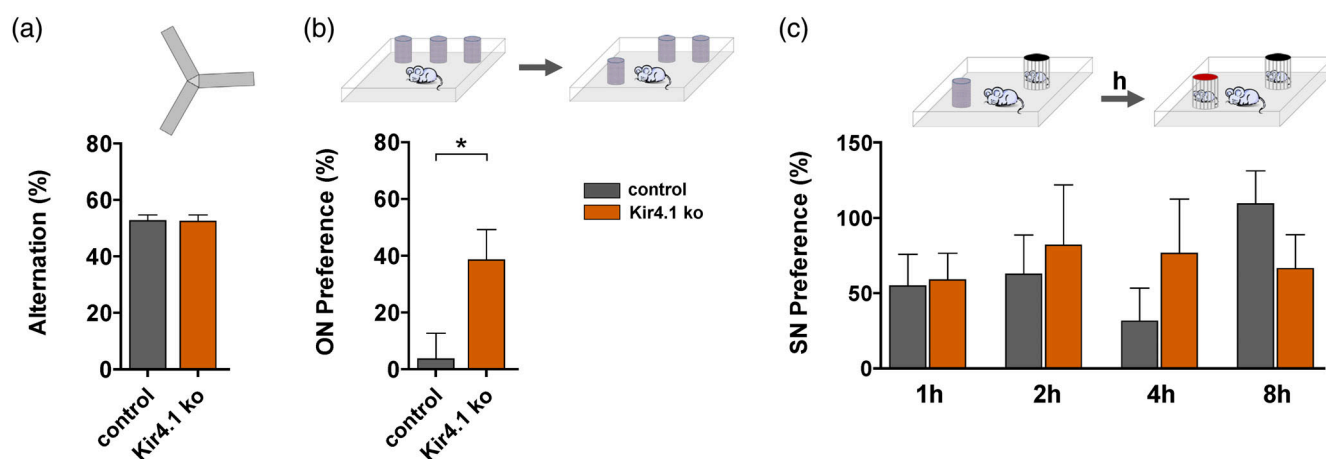 (a)
Alternation (%)
80
60
40
20
0
control
Kir4.1 ko
(b)
ON Preference (%)
80
60
40
20
0
*
control
Kir4.1 ko
control
Kir4.1 ko
(c)
h
SN Preference (%)
150
100
50
0
1h
2h
4h
8h